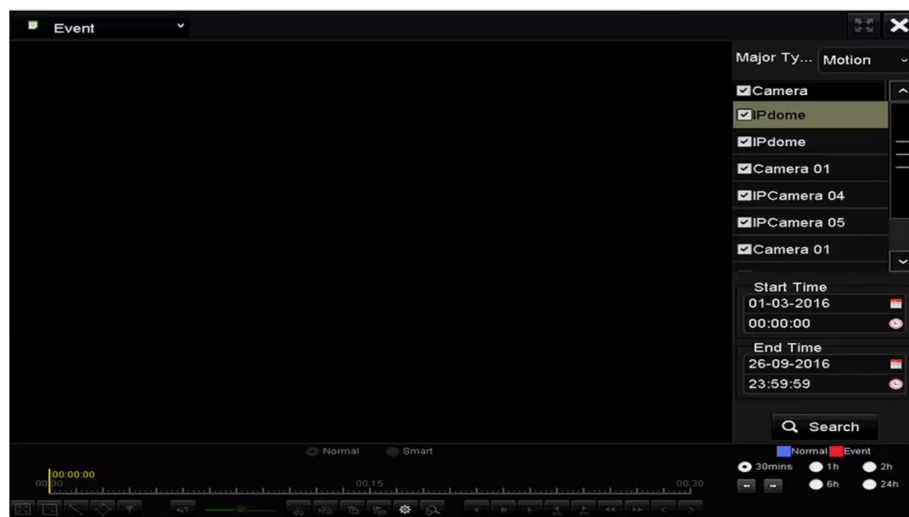 Event
Major Ty... Motion
Camera
IPdome
IPdome
Camera 01
IPCamera 04
IPCamera 05
Camera 01
Start Time
01-03-2016
00:00:00
End Time
26-09-2016
23:59:59
Search
Normal Smart
Normal Event
00:00:00
00:00 00:15 00:30
30mins 1h 2h
6h 24h